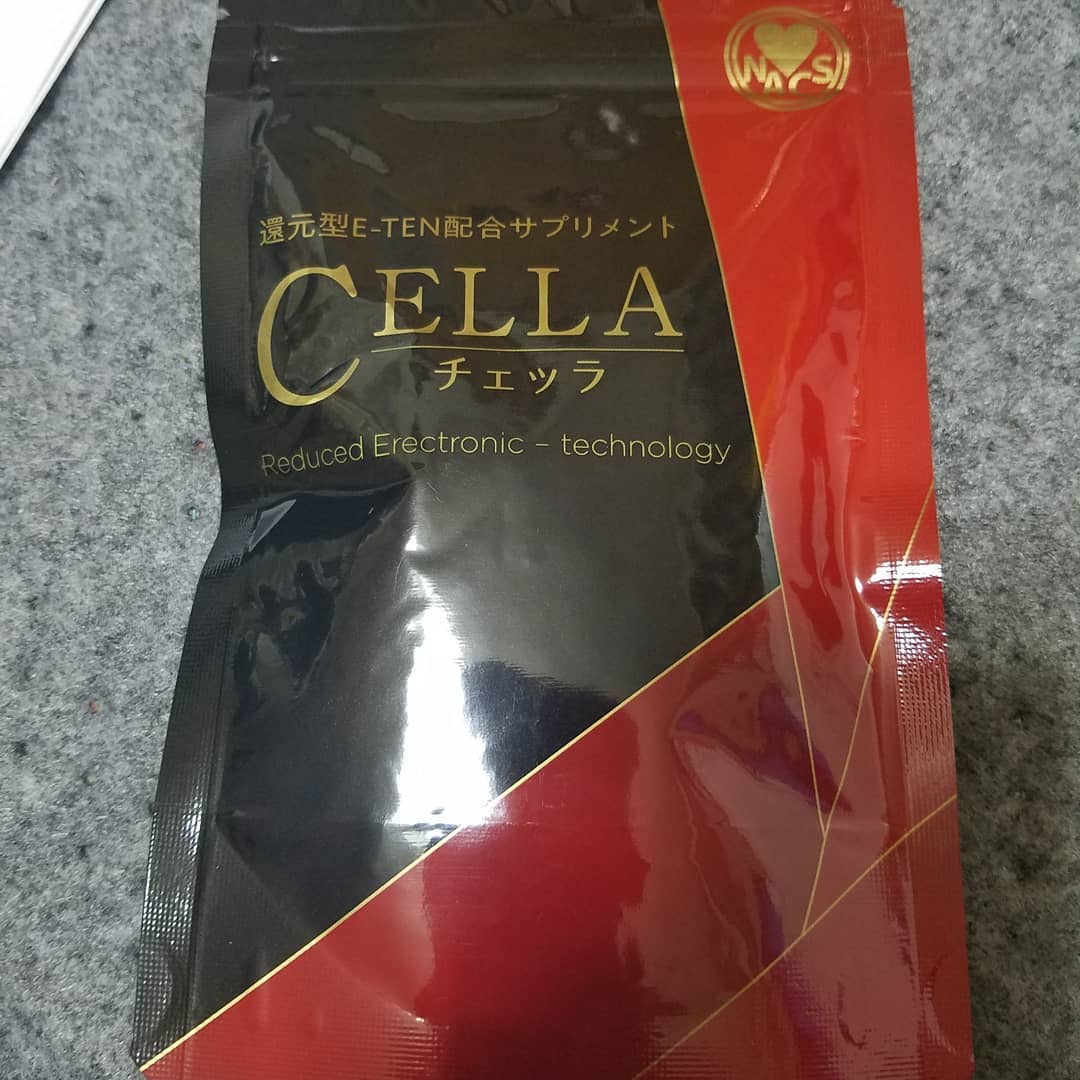 NACS
還元型E-TEN配合サプリメント
CELLA
チェッラ
Reduced Erectronic – technology